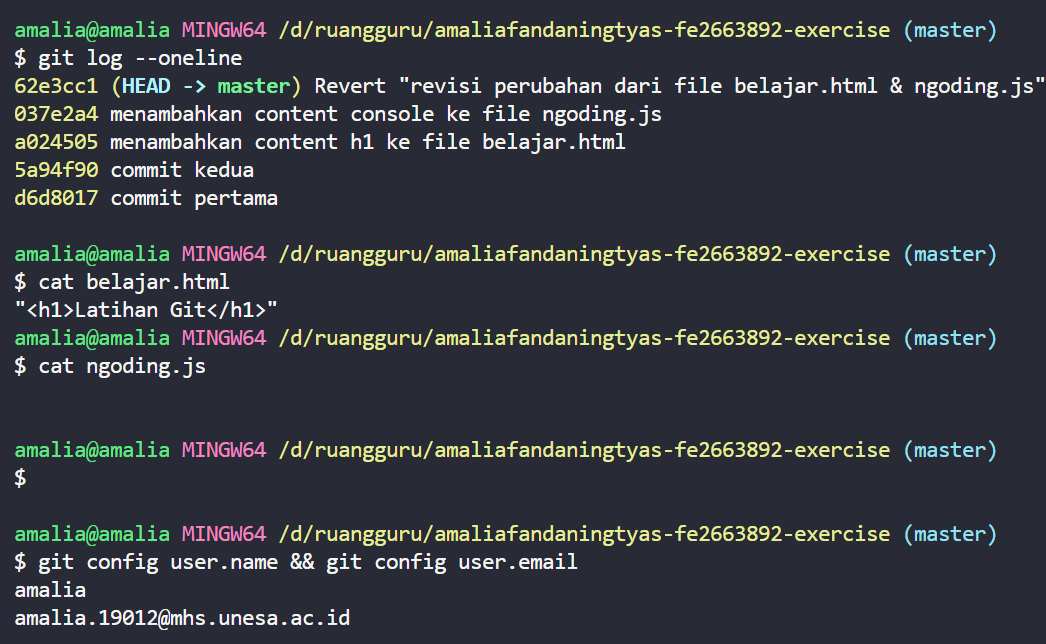 amalia@amalia MINGW64 /d/ruangguru/amaliafandaningtyas-fe2663892-exercise (master)
$ git log --oneline
62e3cc1 (HEAD -> master) Revert "revisi perubahan dari file belajar.html & ngoding.js"
037e2a4 menambahkan content console ke file ngoding.js
a024505 menambahkan content h1 ke file belajar.html
5a94f90 commit kedua
d6d8017 commit pertama
amalia@amalia MINGW64 /d/ruangguru/amaliafandaningtyas-fe2663892-exercise (master)
$ cat belajar.html
"<h1>Latihan Git</h1>"
amalia@amalia MINGW64 /d/ruangguru/amaliafandaningtyas-fe2663892-exercise (master)
$ cat ngoding.js
amalia@amalia MINGW64 /d/ruangguru/amaliafandaningtyas-fe2663892-exercise (master)
$
amalia@amalia MINGW64 /d/ruangguru/amaliafandaningtyas-fe2663892-exercise (master)
$ git config user.name && git config user.email
amalia
amalia.19012@mhs.unesa.ac.id